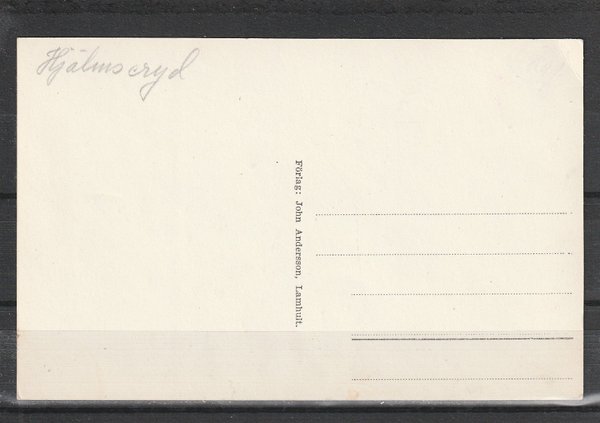 Hjälmseryd
Förlag: John Andersson, Lamhult.